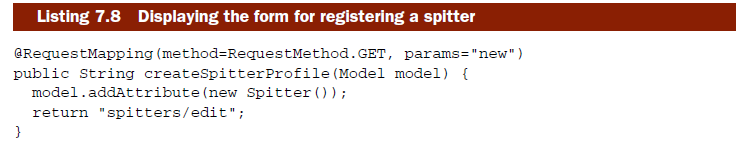 Listing 7.8 Displaying the form for registering a spitter
@RequestMapping(method=RequestMethod.GET, params="new")
public String createSpitterProfile(Model model) {
  model.addAttribute(new Spitter());
  return "spitters/edit";
}